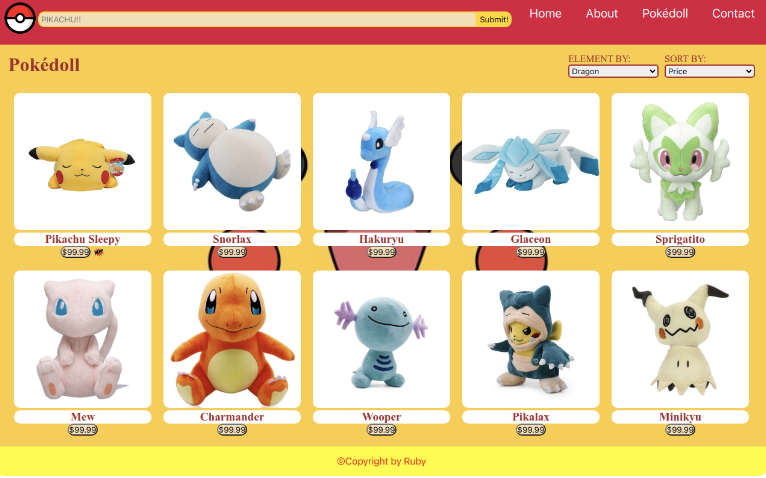 PIKACHU!!
Submit!
Home
About
Pokédoll
Contact
Pokédoll
ELEMENT BY:
SORT BY:
Dragon
Price
Pikachu Sleepy
Snorlax
Hakuryu
Glaceon
Sprigatito
$99.99
$99.99
$99.99
$99.99
$99.99
Mew
Charmander
Wooper
Pikalax
Minikyu
$99.99
$99.99
$99.99
$99.99
$99.99
©Copyright by Ruby